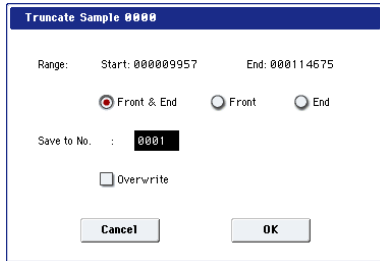 Truncate Sample 0000
Range: Start: 000009957 End: 000114675
Front & End Front End
Save to No. : 0001
Overwrite
Cancel OK